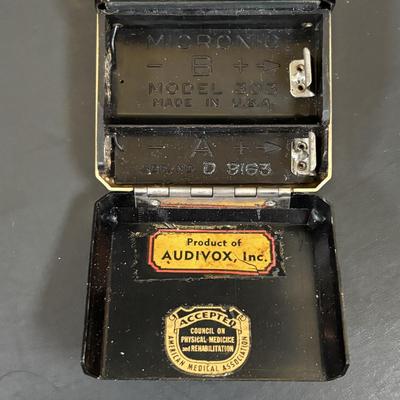 MICRONIC
- B +
MODEL 303
MADE IN U.S.A.
- A +
D 9163
Product of
AUDIVOX, Inc.
ACCEPTED
COUNCIL ON
PHYSICAL MEDICINE
and REHABILITATION
AMERICAN MEDICAL ASSOCIATION